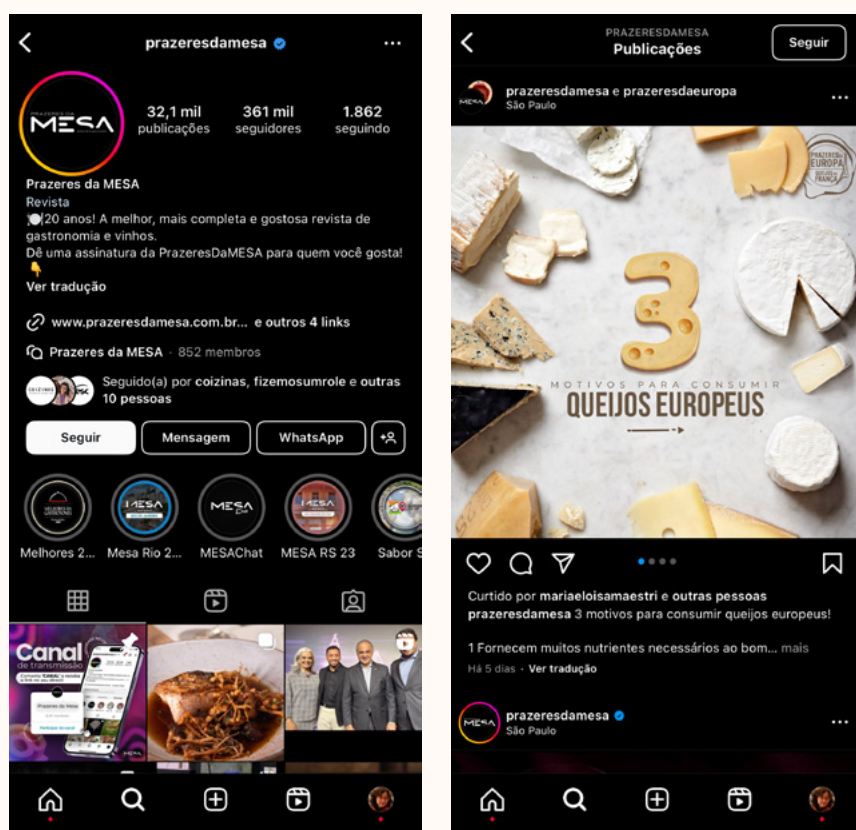 prazeresdamesa
PRAZERES DA
MESA
32,1 mil
361 mil
1.862
publicações
seguidores
seguindo
Prazeres da MESA
Revista
20 anos! A melhor, mais completa e gostosa revista de
gastronomia e vinhos.
Dê uma assinatura da PrazeresDaMESA para quem você gosta!
Ver tradução
www.prazeresdamesa.com.br... e outros 4 links
Prazeres da MESA · 852 membros
Seguido(a) por coizinas, fizemosumrole e outras
10 pessoas
Seguir
Mensagem
WhatsApp
MESA
MESA
MESA
Melhores 2...
Mesa Rio 2...
MESAChat
MESA RS 23
Sabor S
Canal
de transmissão
Prazeres da Mesa
MESA
PRAZERESDAMESA
Publicações
Seguir
MESA
prazeresdamesa e prazeresdaeuropa
São Paulo
PRAZERES DA
EUROPA
3
MOTIVOS PARA CONSUMIR
QUEIJOS EUROPEUS
Curtido por mariaeloisamaestri e outras pessoas
prazeresdamesa 3 motivos para consumir queijos europeus!
1 Fornecem muitos nutrientes necessários ao bom... mais
Há 5 dias · Ver tradução
MESA
prazeresdamesa
São Paulo